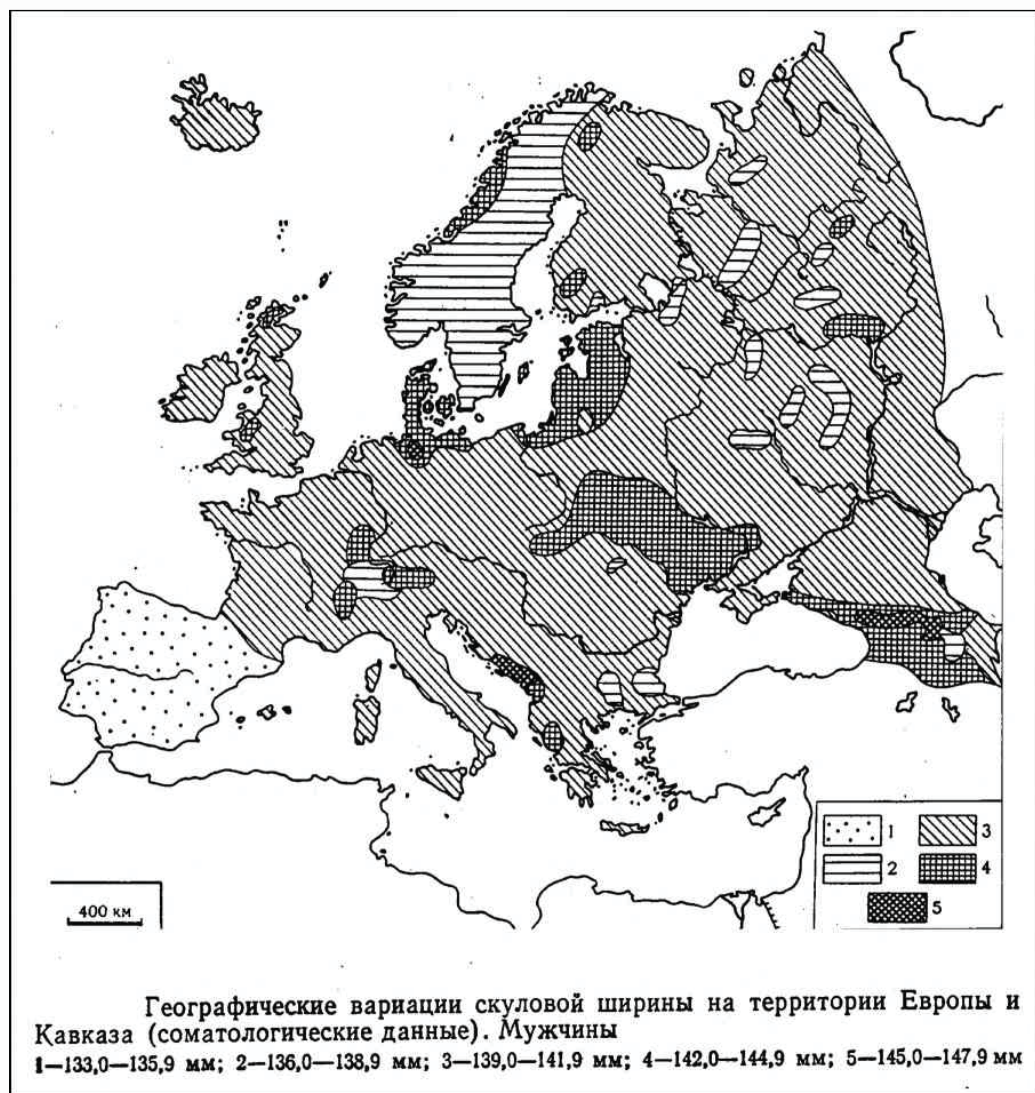 1
3
2
4
5
400 км
Географические вариации скуловой ширины на территории Европы и
Кавказа (соматологические данные). Мужчины
1—133,0—135,9 мм; 2—136,0—138,9 мм; 3—139,0—141,9 мм; 4—142,0—144,9 мм; 5—145,0—147,9 мм